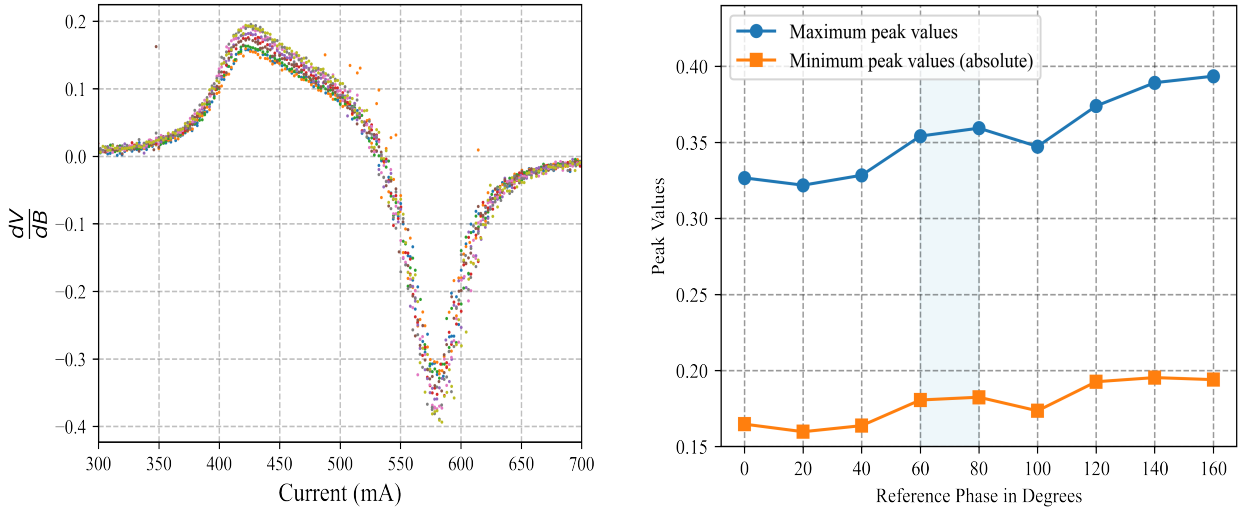 0.2
0.1
0.0
−0.1
−0.2
−0.3
−0.4
dV
dB
300 350 400 450 500 550 600 650 700
Current (mA)
Maximum peak values
Minimum peak values (absolute)
0.40
0.35
0.30
0.25
0.20
0.15
Peak Values
0 20 40 60 80 100 120 140 160
Reference Phase in Degrees